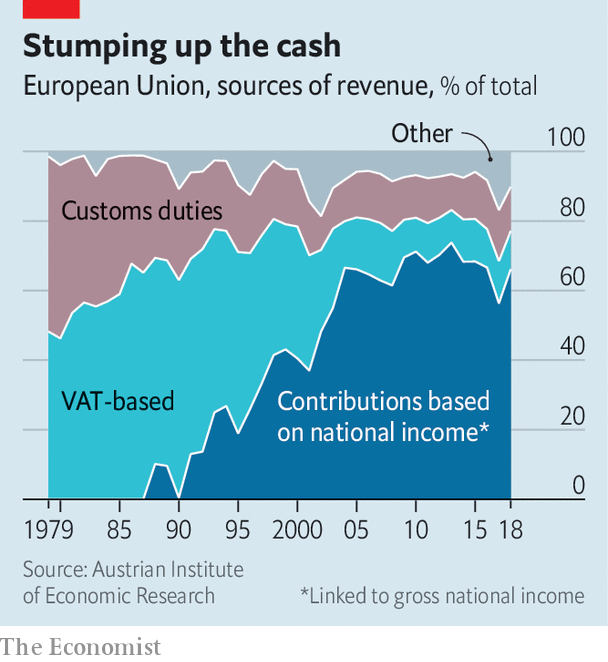 Stumping up the cash
European Union, sources of revenue, % of total
Other
100
Customs duties
80
60
40
VAT-based
Contributions based
on national income*
20
0
1979 85 90 95 2000 05 10 15 18
Source: Austrian Institute
of Economic Research
*Linked to gross national income
The Economist